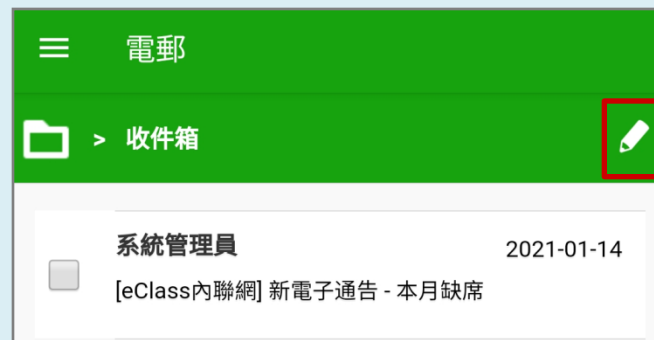 電郵
> 收件箱
系統管理員 2021-01-14
[eClass內聯網] 新電子通告 - 本月缺席